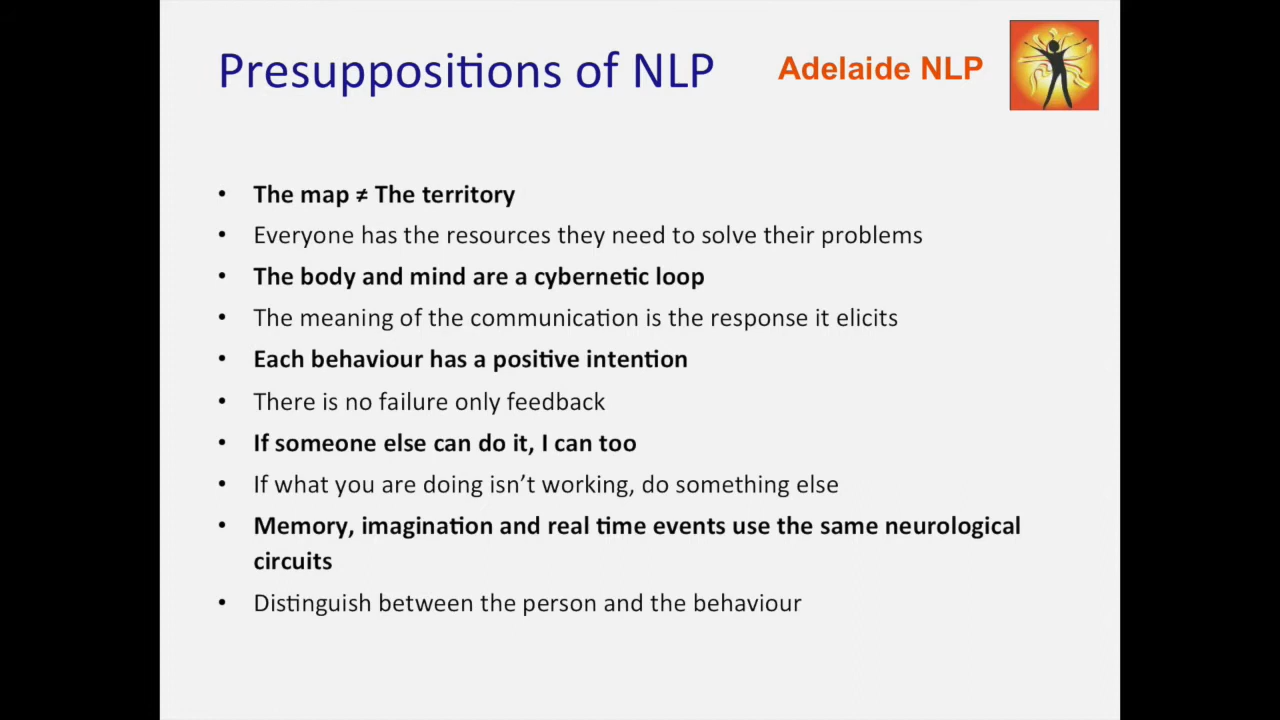 Presuppositions of NLP
Adelaide NLP
• The map ≠ The territory
• Everyone has the resources they need to solve their problems
• The body and mind are a cybernetic loop
• The meaning of the communication is the response it elicits
• Each behaviour has a positive intention
• There is no failure only feedback
• If someone else can do it, I can too
• If what you are doing isn’t working, do something else
• Memory, imagination and real time events use the same neurological
circuits
• Distinguish between the person and the behaviour